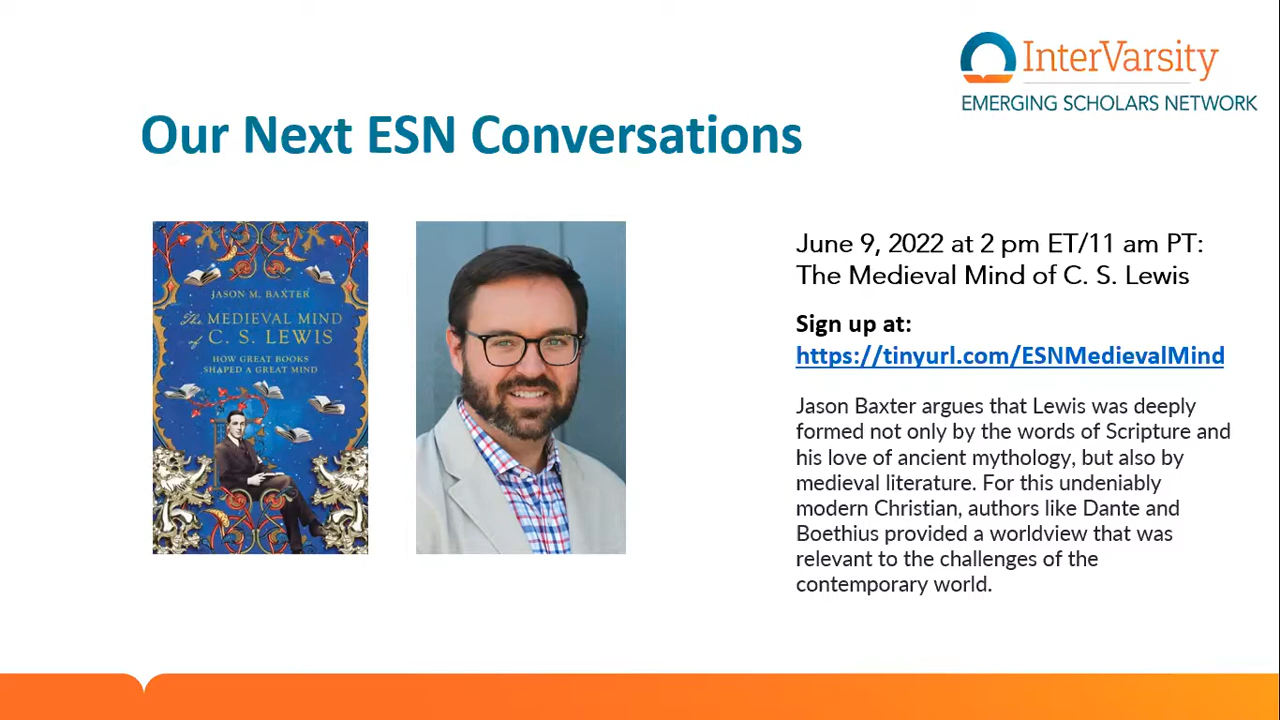 InterVarsity
EMERGING SCHOLARS NETWORK
Our Next ESN Conversations
JASON M. BAXTER
The MEDIEVAL MIND
of C. S. LEWIS
HOW GREAT BOOKS
SHAPED A GREAT MIND
June 9, 2022 at 2 pm ET/11 am PT:
The Medieval Mind of C. S. Lewis
Sign up at:
https://tinyurl.com/ESNMedievalMind
Jason Baxter argues that Lewis was deeply
formed not only by the words of Scripture and
his love of ancient mythology, but also by
medieval literature. For this undeniably
modern Christian, authors like Dante and
Boethius provided a worldview that was
relevant to the challenges of the
contemporary world.